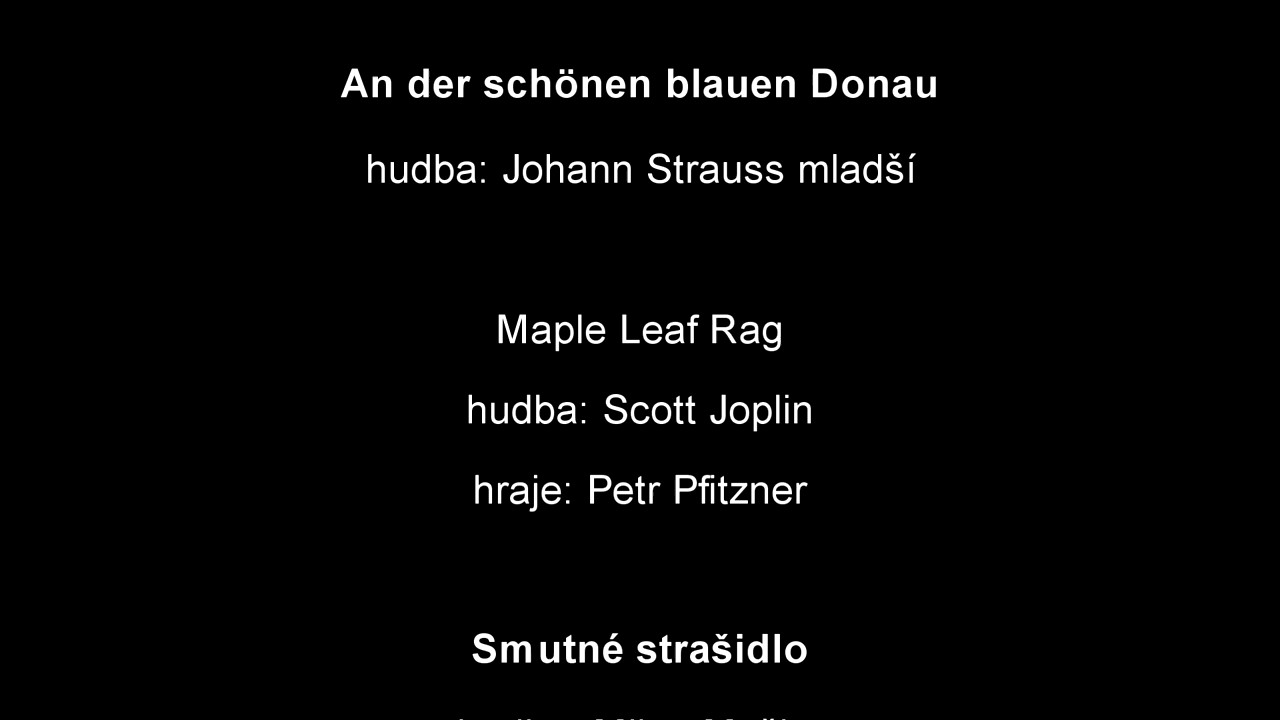 An der schönen blauen Donau
hudba: Johann Strauss mladší
Maple Leaf Rag
hudba: Scott Joplin
hraje: Petr Pfitzner
Smutné strašidlo